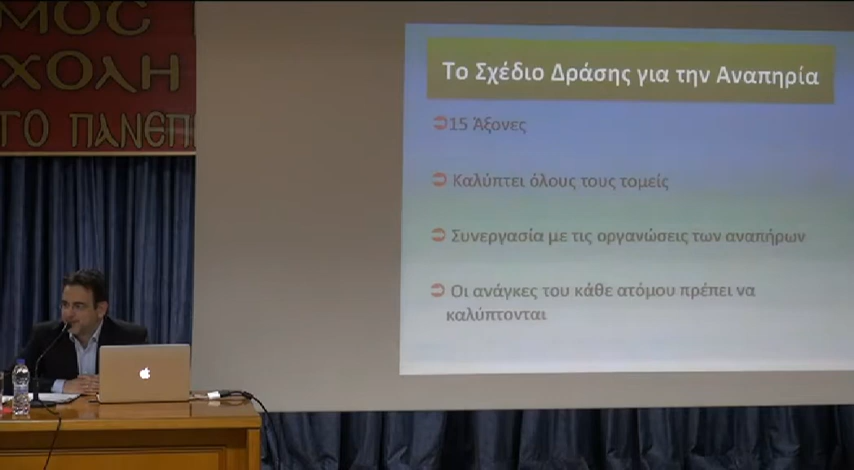 ΜΟΣ
ΧΟΛΗ
ΓΟ ΠΑΝΕΠ
Το Σχέδιο Δράσης για την Αναπηρία
15 Άξονες
Καλύπτει όλους τους τομείς
Συνεργασία με τις οργανώσεις των αναπήρων
Οι ανάγκες του κάθε ατόμου πρέπει να
καλύπτονται